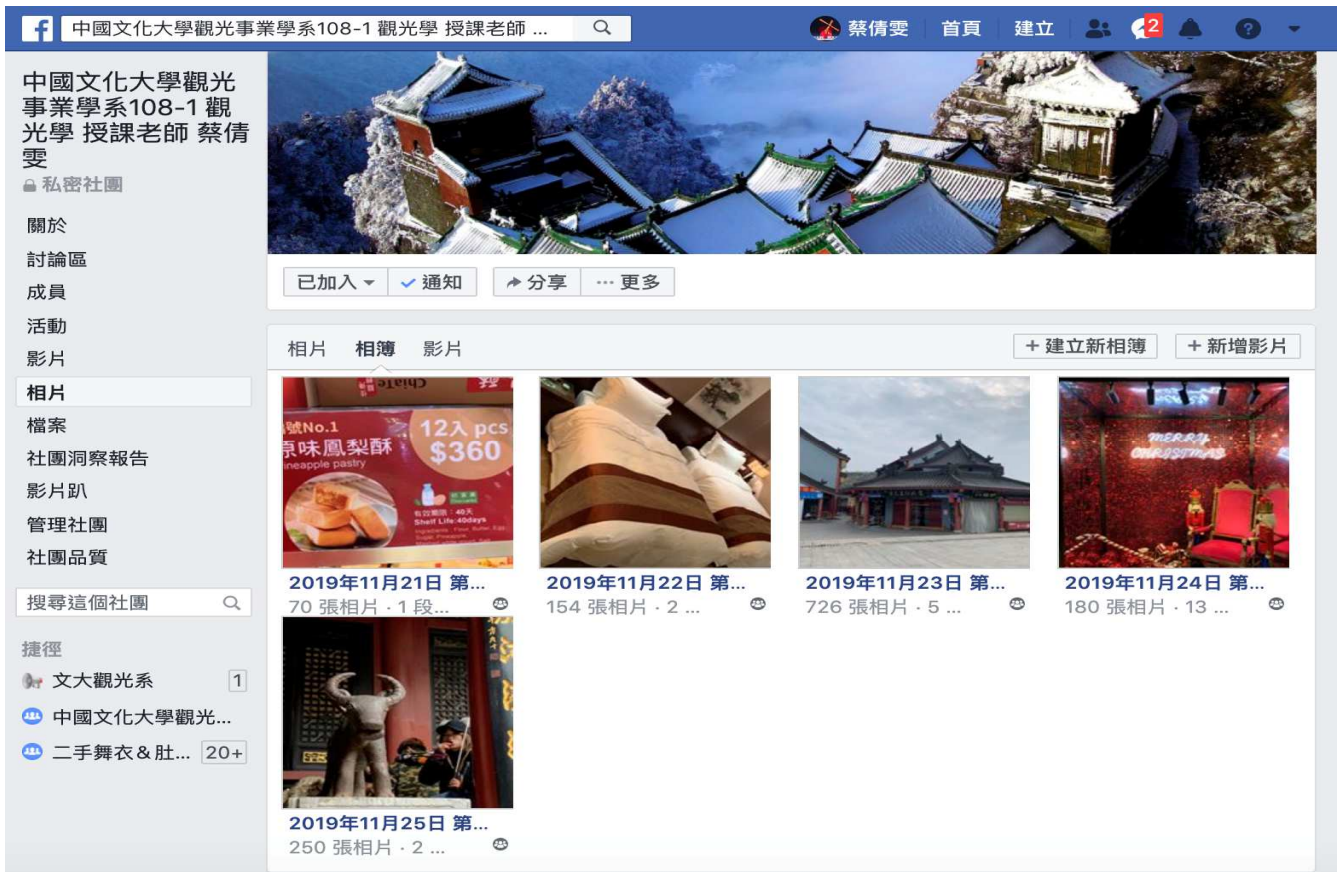 中國文化大學觀光事業學系108-1 觀光學 授課老師 ...
蔡倩雯 首頁 建立 2
中國文化大學觀光
事業學系108-1 觀
光學 授課老師 蔡倩
雯
私密社團
關於
討論區
成員
活動
影片
相片
檔案
社團洞察報告
影片趴
管理社團
社團品質
搜尋這個社團
捷徑
文大觀光系 1
中國文化大學觀光...
二手舞衣&肚... 20+
已加入 通知 分享 ... 更多
相片 相簿 影片 +建立新相簿 +新增影片
ChiaTe
號No.1
原味鳳梨酥
ineapple pastry
12入 pcs
$360
有效期限:40天
Shelf Life:40days
MERRY
CHRISTMAS
2019年11月21日 第...
70 張相片 · 1 段...
2019年11月22日 第...
154 張相片 · 2 ...
2019年11月23日 第...
726 張相片 · 5 ...
2019年11月24日 第...
180 張相片 · 13 ...
2019年11月25日 第...
250 張相片 · 2 ...